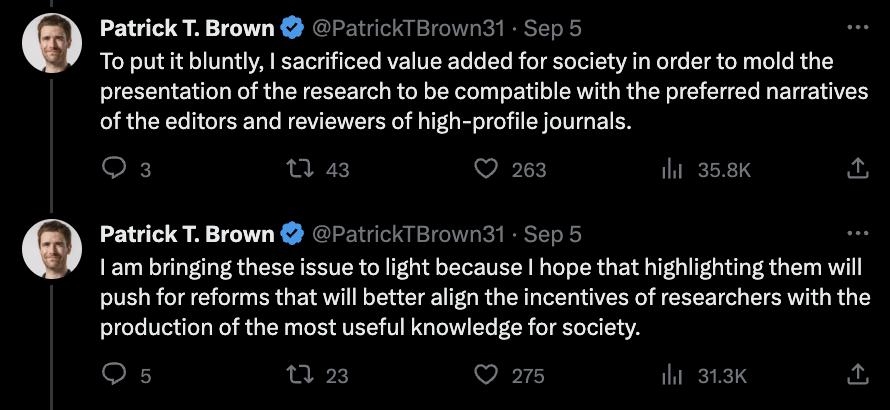 Patrick T. Brown @PatrickTBrown31 · Sep 5
To put it bluntly, I sacrificed value added for society in order to mold the
presentation of the research to be compatible with the preferred narratives
of the editors and reviewers of high-profile journals.
3 43 263 35.8K
Patrick T. Brown @PatrickTBrown31 · Sep 5
I am bringing these issue to light because I hope that highlighting them will
push for reforms that will better align the incentives of researchers with the
production of the most useful knowledge for society.
5 23 275 31.3K